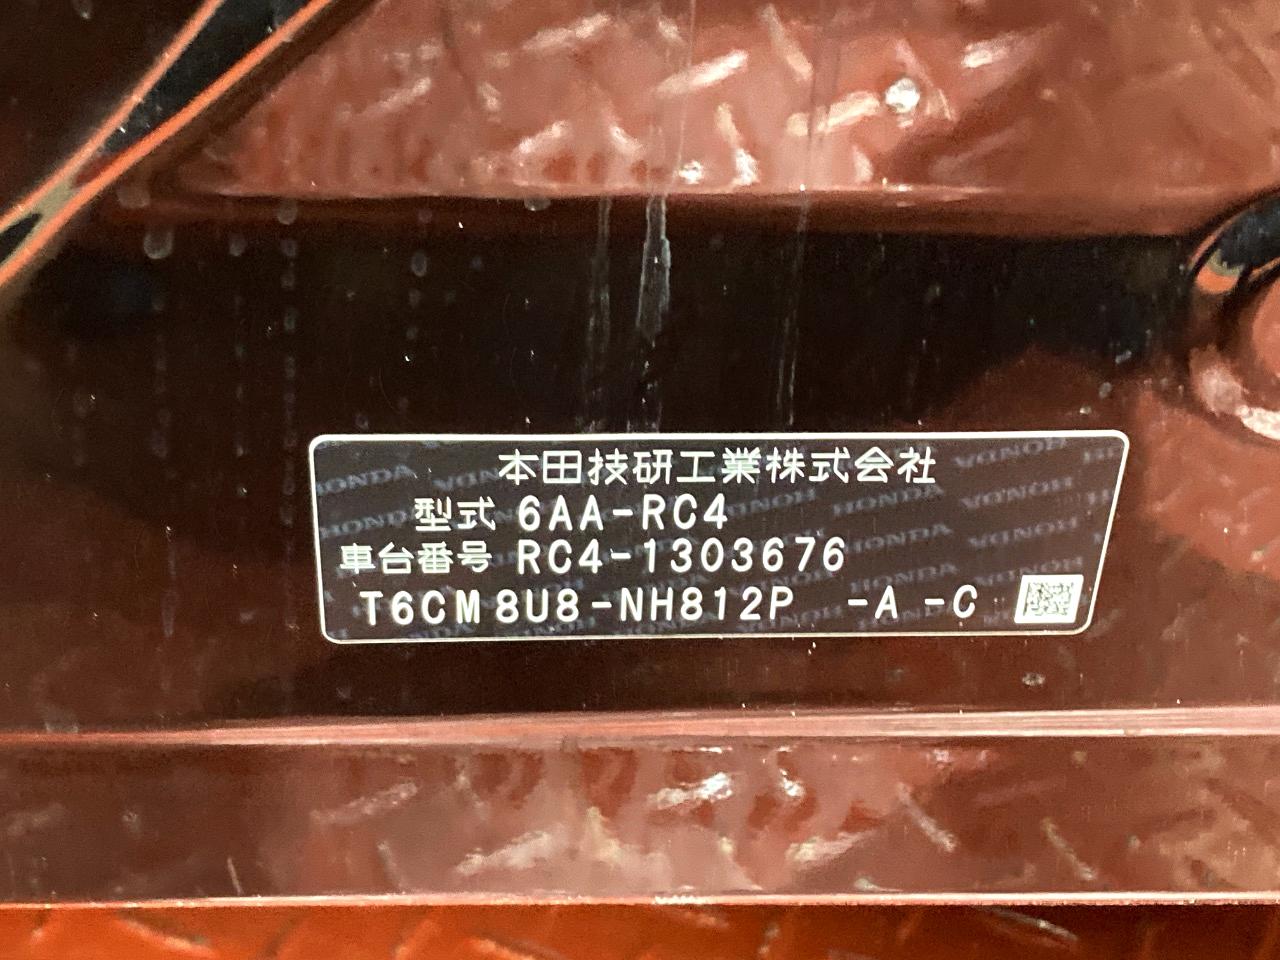 本田技研工業株式会社
型式 6AA-RC4
車台番号 RC4-1303676
T6CM8U8-NH812P -A -C